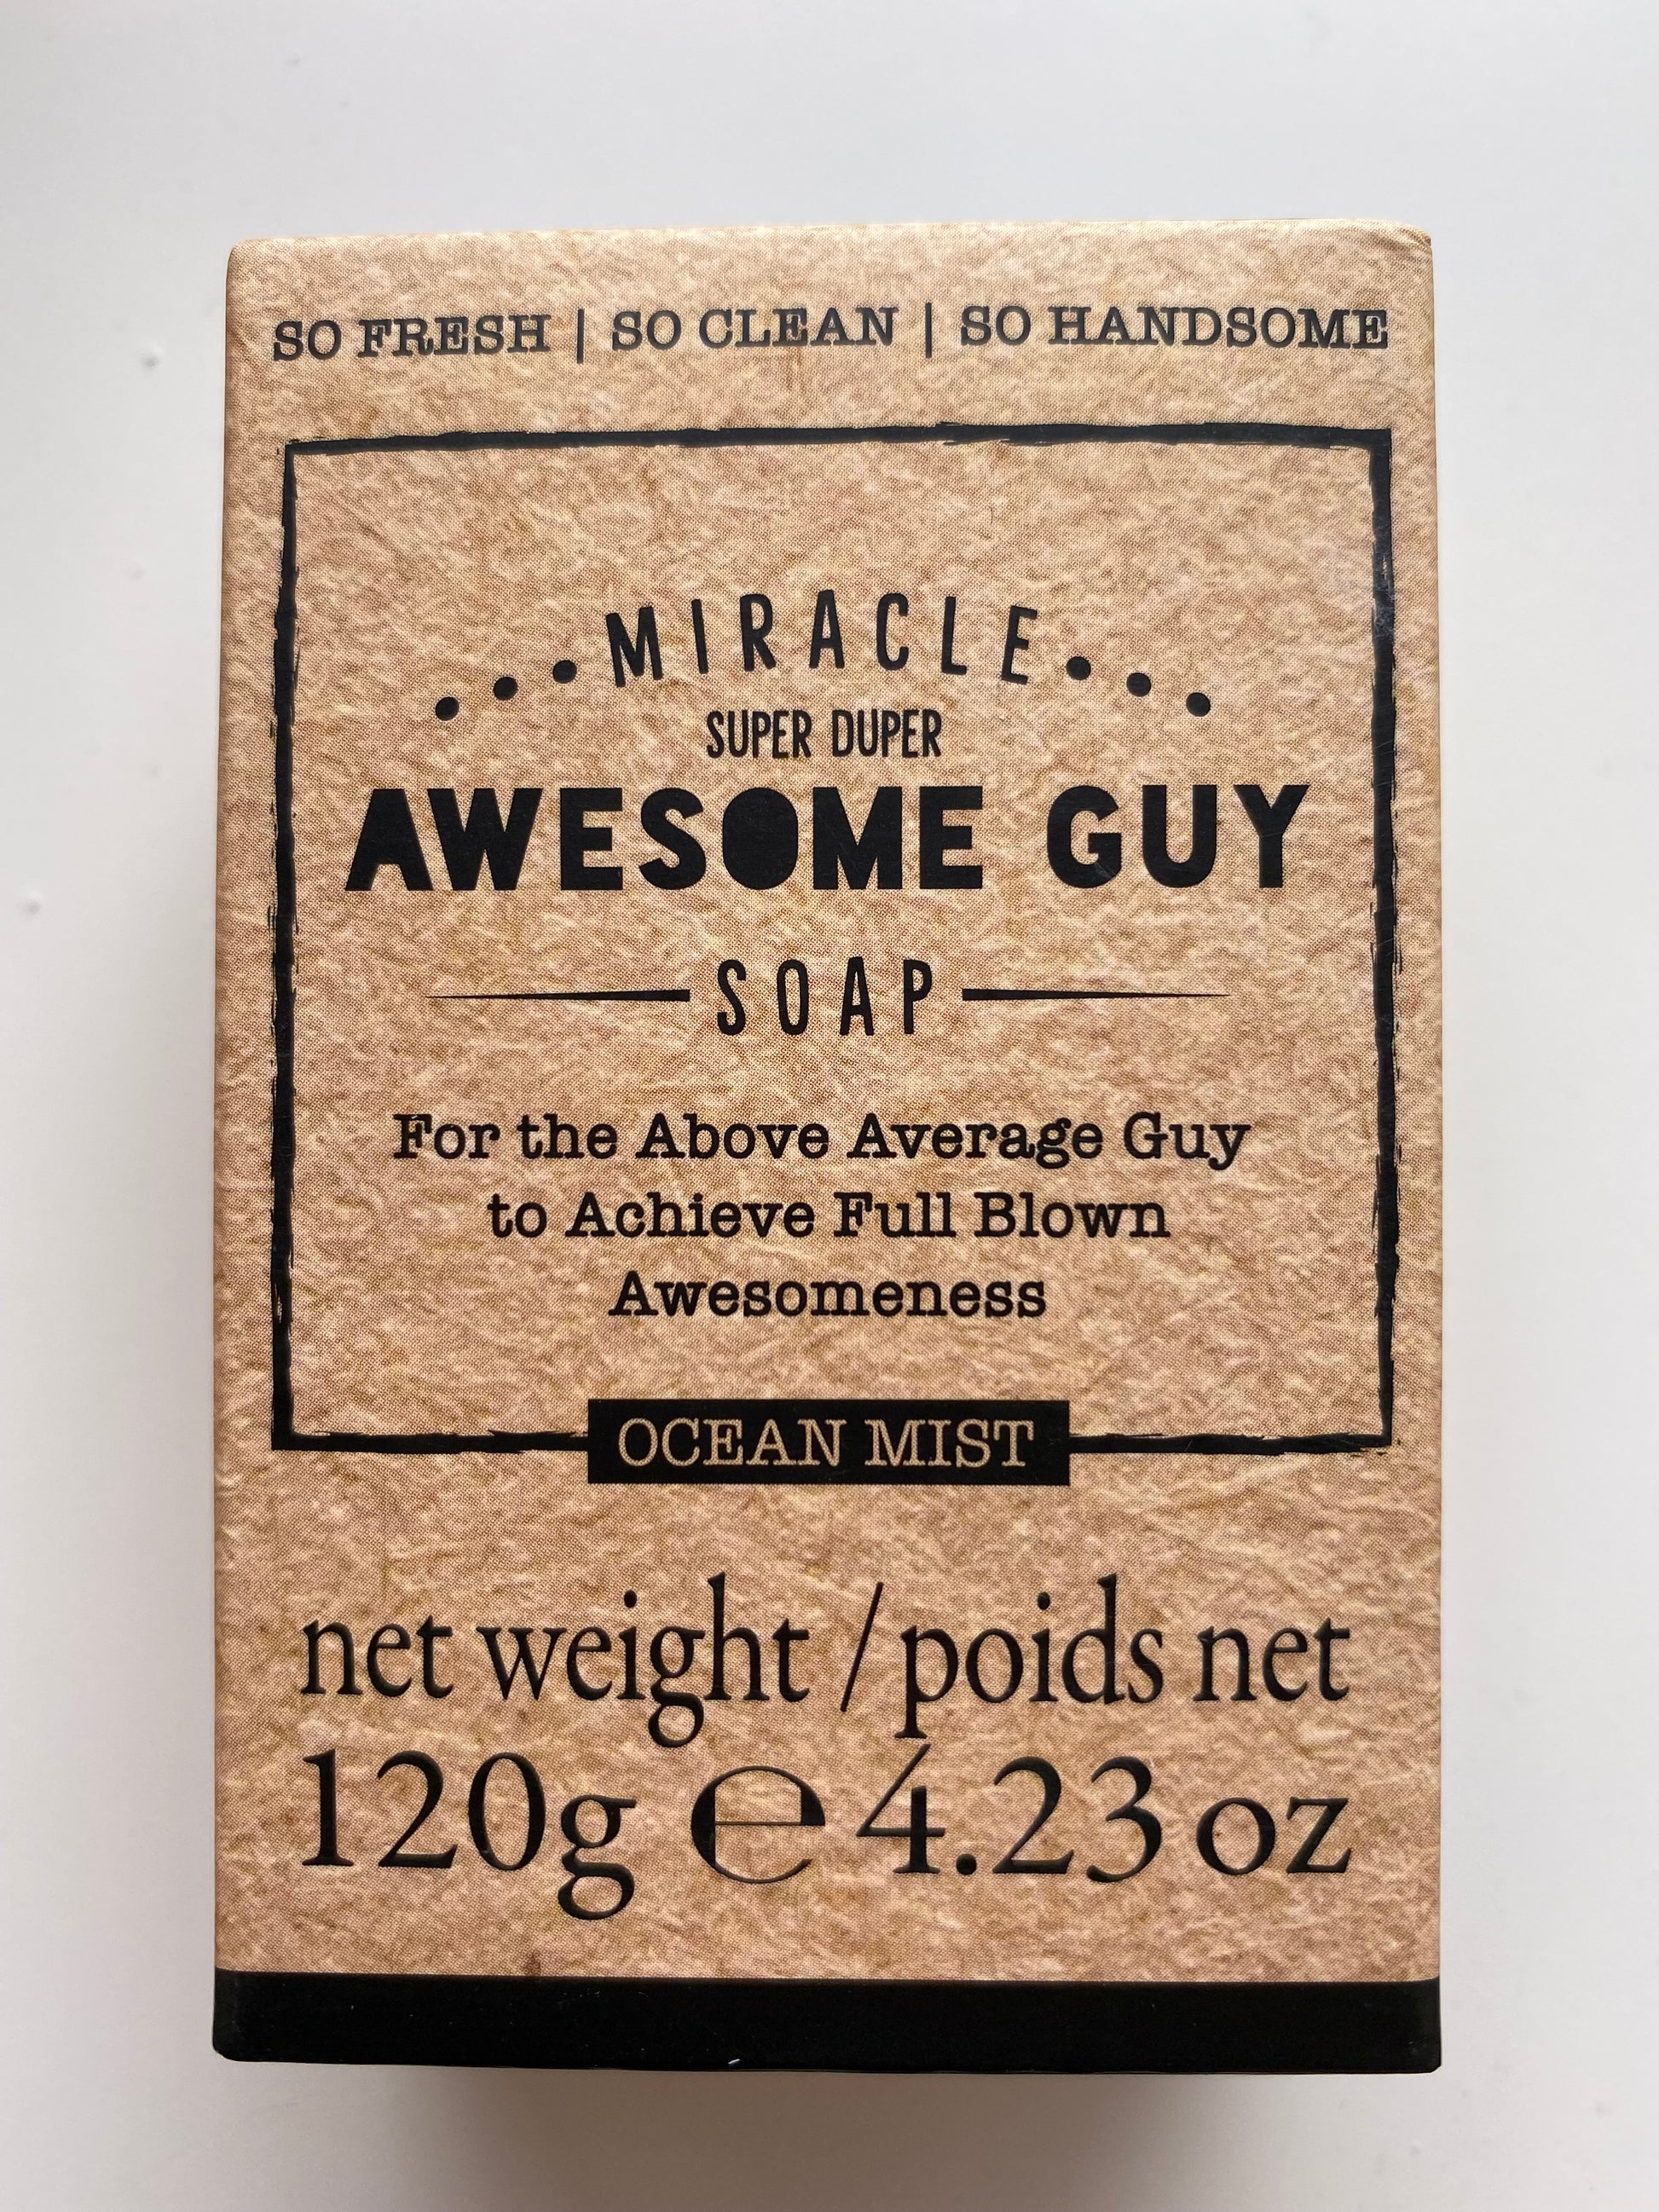 SO FRESH | SO CLEAN | SO HANDSOME
MIRACLE
SUPER DUPER
AWESOME GUY
SOAP
For the Above Average Guy
to Achieve Full Blown
Awesomeness
OCEAN MIST
net weight / poids net
120g ℮ 4.23 oz